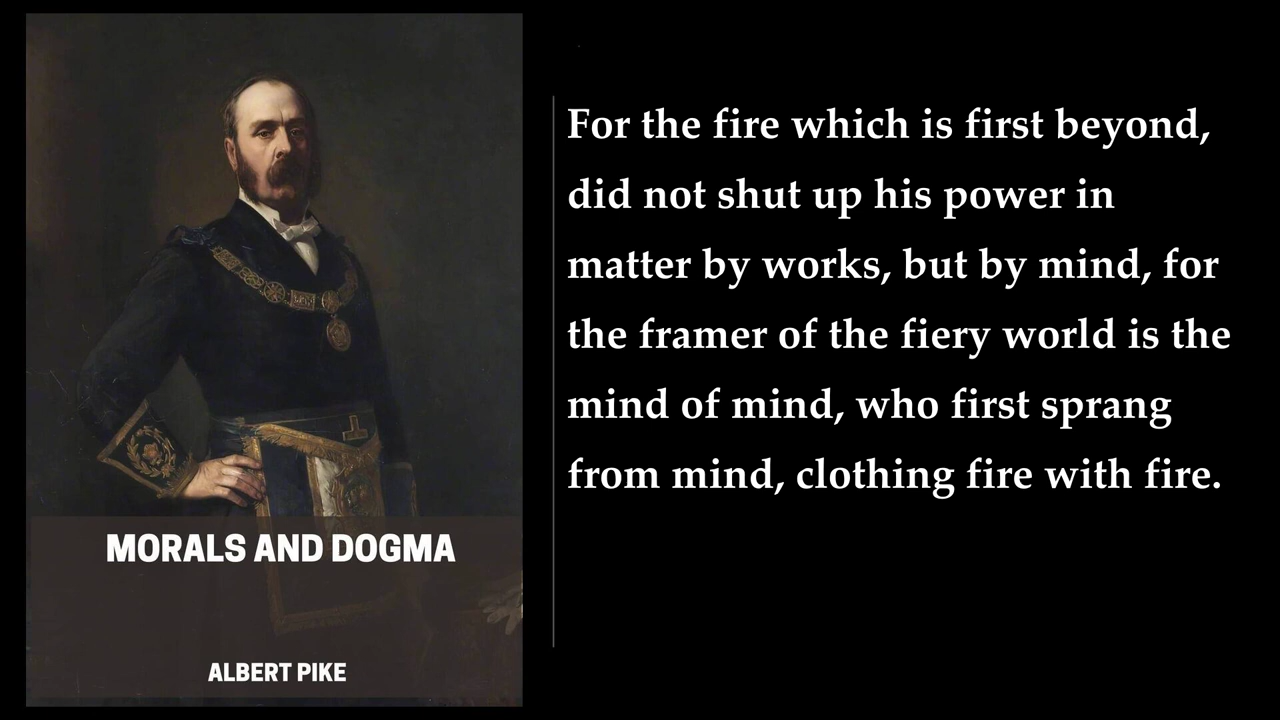 MORALS AND DOGMA
ALBERT PIKE
For the fire which is first beyond,
did not shut up his power in
matter by works, but by mind, for
the framer of the fiery world is the
mind of mind, who first sprang
from mind, clothing fire with fire.